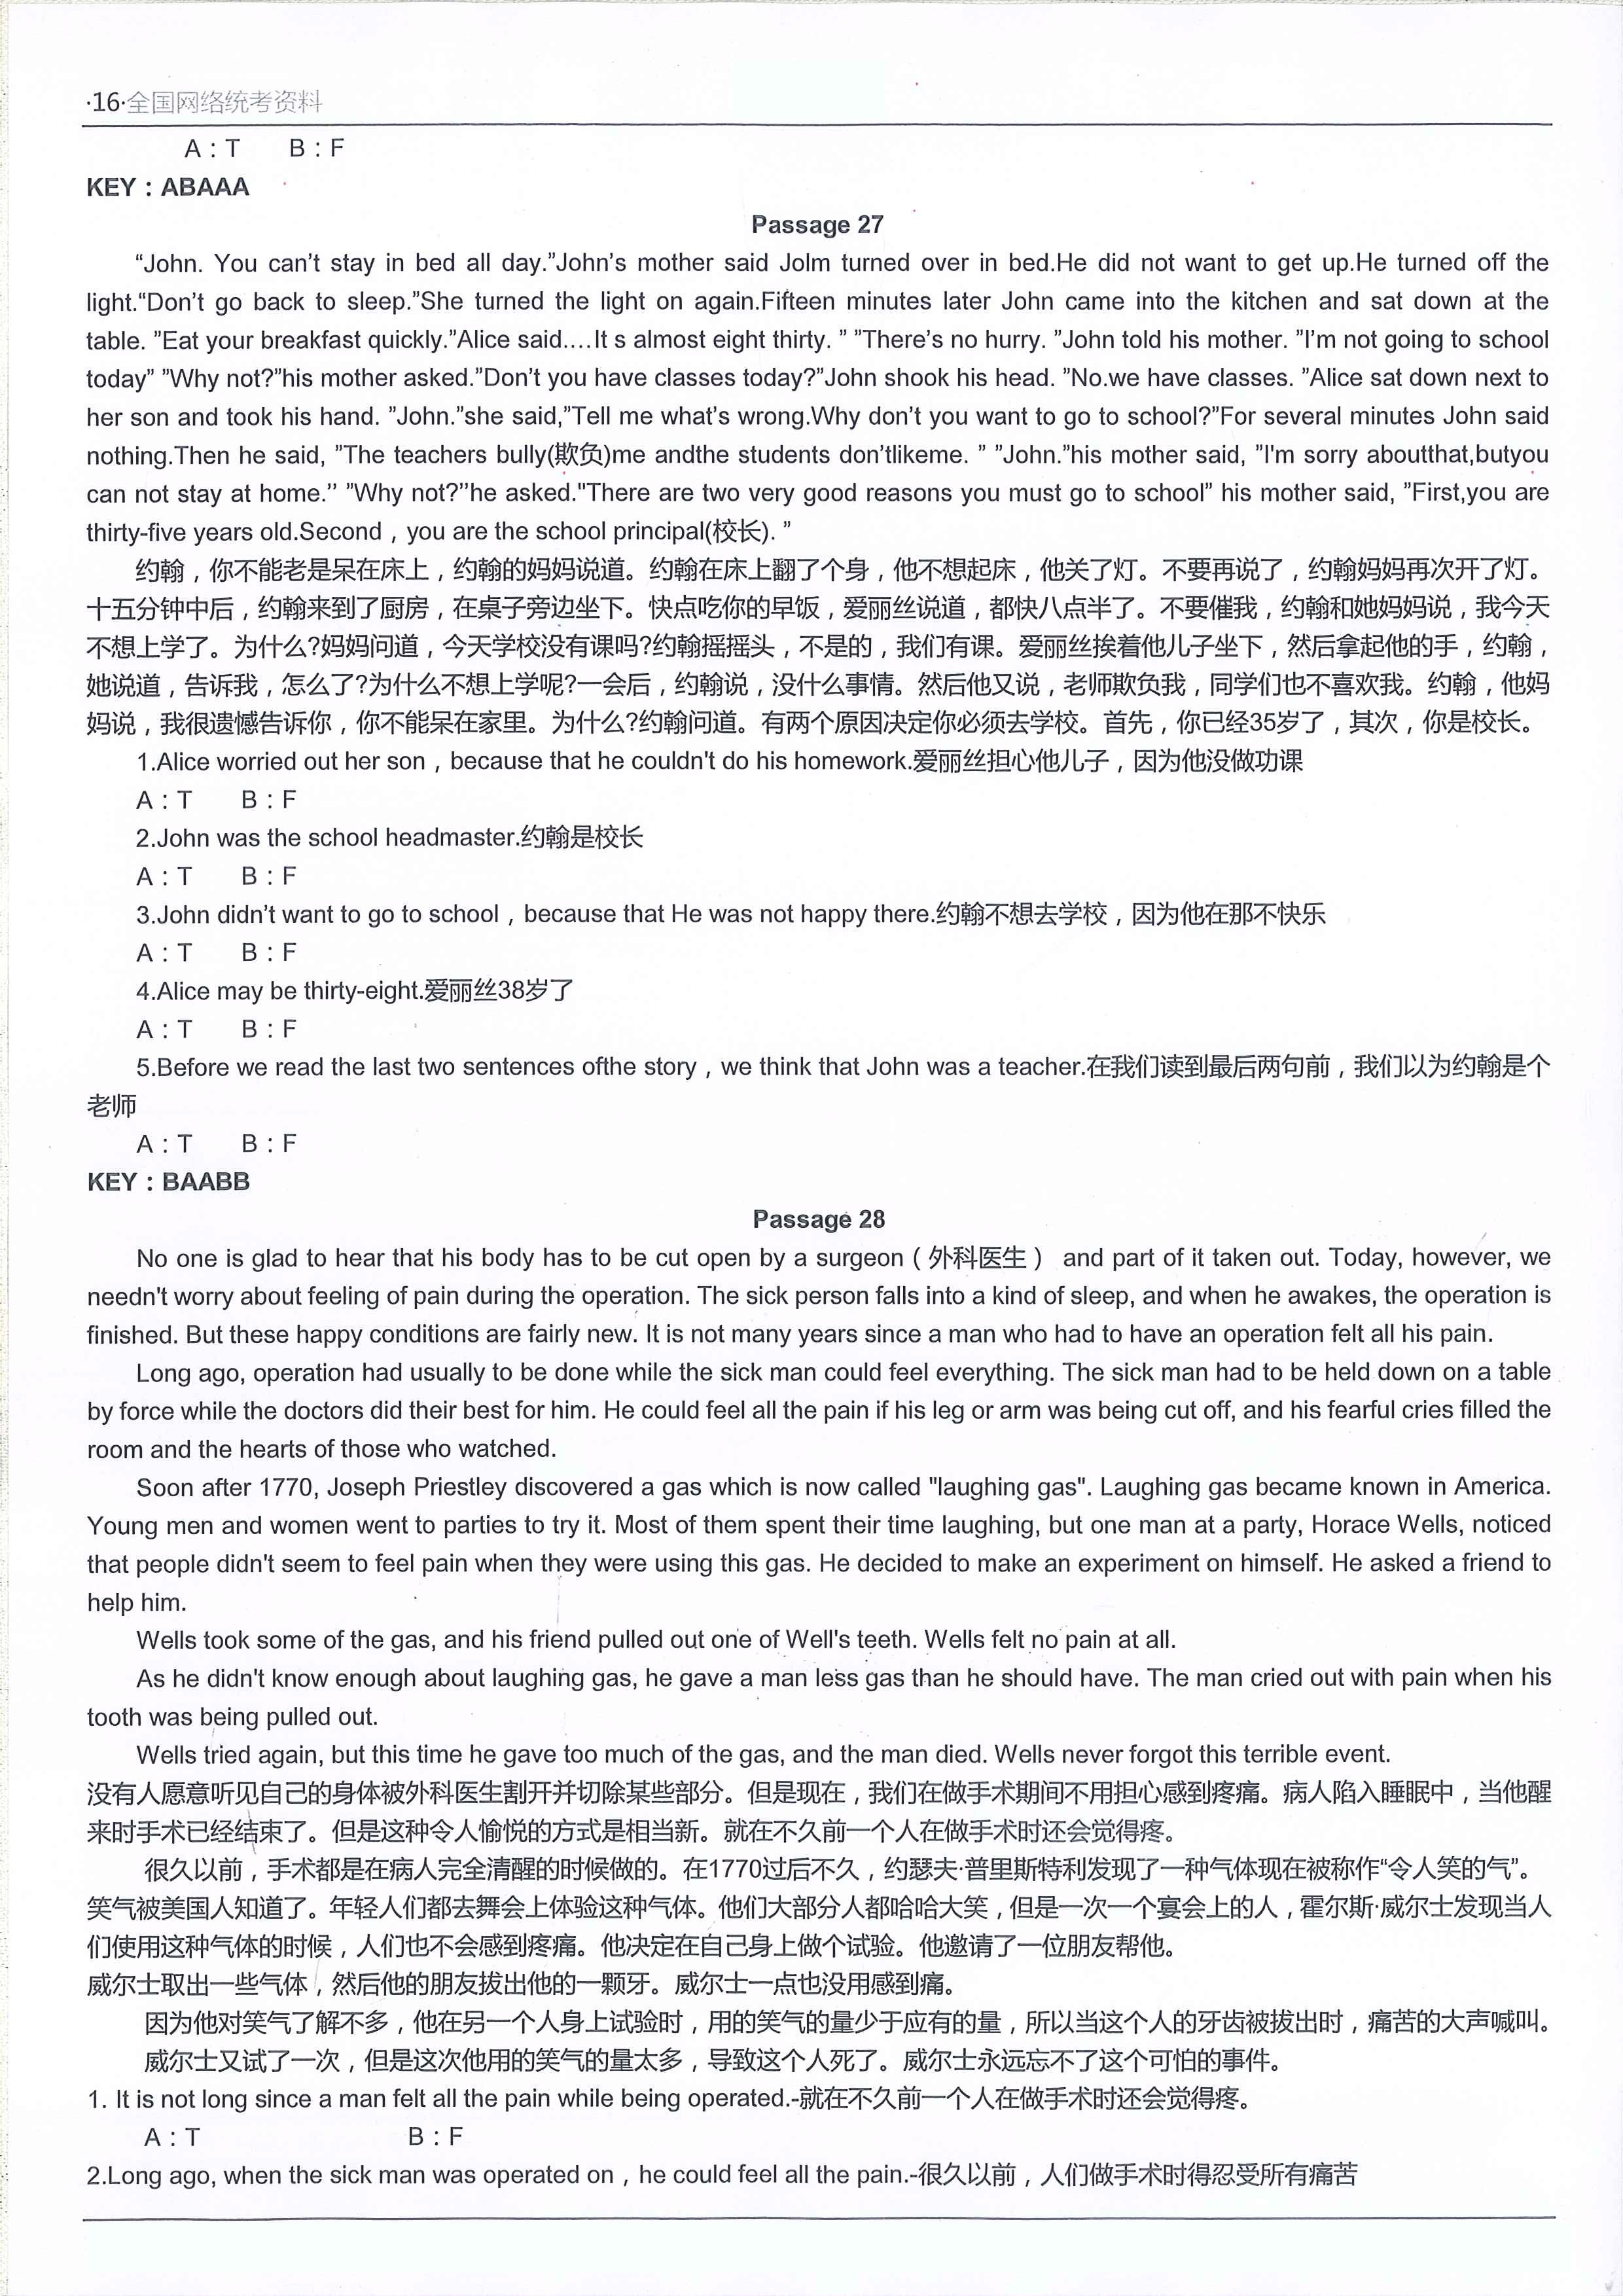 ·16·全国网络统考资料
A:T B:F
KEY:ABAAA
Passage 27
“John. You can’t stay in bed all day.”John’s mother said Jolm turned over in bed.He did not want to get up.He turned off the
light.“Don’t go back to sleep.”She turned the light on again.Fifteen minutes later John came into the kitchen and sat down at the
table. ”Eat your breakfast quickly.”Alice said….It s almost eight thirty. ” ”There’s no hurry. ”John told his mother. ”I’m not going to school
today” ”Why not?”his mother asked.”Don’t you have classes today?”John shook his head. ”No.we have classes. ”Alice sat down next to
her son and took his hand. ”John.”she said,”Tell me what’s wrong.Why don’t you want to go to school?”For several minutes John said
nothing.Then he said, ”The teachers bully(欺负)me andthe students don’tlikeme. ” ”John.”his mother said, ”I'm sorry aboutthat,butyou
can not stay at home.” ”Why not?”he asked."There are two very good reasons you must go to school” his mother said, ”First,you are
thirty-five years old.Second，you are the school principal(校长). ”
约翰，你不能老是呆在床上，约翰的妈妈说道。约翰在床上翻了个身，他不想起床，他关了灯。不要再说了，约翰妈妈再次开了灯。
十五分钟中后，约翰来到了厨房，在桌子旁边坐下。快点吃你的早饭，爱丽丝说道，都快八点半了。不要催我，约翰和她妈妈说，我今天
不想上学了。为什么?妈妈问道，今天学校没有课吗?约翰摇摇头，不是的，我们有课。爱丽丝挨着他儿子坐下，然后拿起他的手，约翰，
她说道，告诉我，怎么了?为什么不想上学呢?一会后，约翰说，没什么事情。然后他又说，老师欺负我，同学们也不喜欢我。约翰，他妈
妈说，我很遗憾告诉你，你不能呆在家里。为什么?约翰问道。有两个原因决定你必须去学校。首先，你已经35岁了，其次，你是校长。
1.Alice worried out her son，because that he couldn't do his homework.爱丽丝担心他儿子，因为他没做功课
A:T B:F
2.John was the school headmaster.约翰是校长
A:T B:F
3.John didn’t want to go to school，because that He was not happy there.约翰不想去学校，因为他在那不快乐
A:T B:F
4.Alice may be thirty-eight.爱丽丝38岁了
A:T B:F
5.Before we read the last two sentences ofthe story，we think that John was a teacher.在我们读到最后两句前，我们以为约翰是个
老师
A:T B:F
KEY:BAABB
Passage 28
No one is glad to hear that his body has to be cut open by a surgeon（外科医生） and part of it taken out. Today, however, we
needn't worry about feeling of pain during the operation. The sick person falls into a kind of sleep, and when he awakes, the operation is
finished. But these happy conditions are fairly new. It is not many years since a man who had to have an operation felt all his pain.
Long ago, operation had usually to be done while the sick man could feel everything. The sick man had to be held down on a table
by force while the doctors did their best for him. He could feel all the pain if his leg or arm was being cut off, and his fearful cries filled the
room and the hearts of those who watched.
Soon after 1770, Joseph Priestley discovered a gas which is now called "laughing gas". Laughing gas became known in America.
Young men and women went to parties to try it. Most of them spent their time laughing, but one man at a party, Horace Wells, noticed
that people didn't seem to feel pain when they were using this gas. He decided to make an experiment on himself. He asked a friend to
help him.
Wells took some of the gas, and his friend pulled out one of Well's teeth. Wells felt no pain at all.
As he didn't know enough about laughing gas, he gave a man less gas than he should have. The man cried out with pain when his
tooth was being pulled out.
Wells tried again, but this time he gave too much of the gas, and the man died. Wells never forgot this terrible event.
没有人愿意听见自己的身体被外科医生割开并切除某些部分。但是现在，我们在做手术期间不用担心感到疼痛。病人陷入睡眠中，当他醒
来时手术已经结束了。但是这种令人愉悦的方式是相当新。就在不久前一个人在做手术时还会觉得疼。
很久以前，手术都是在病人完全清醒的时候做的。在1770过后不久，约瑟夫·普里斯特利发现了一种气体现在被称作“令人笑的气”。
笑气被美国人知道了。年轻人们都去舞会上体验这种气体。他们大部分人都哈哈大笑，但是一次一个宴会上的人，霍尔斯·威尔士发现当人
们使用这种气体的时候，人们也不会感到疼痛。他决定在自己身上做个试验。他邀请了一位朋友帮他。
威尔士取出一些气体，然后他的朋友拔出他的一颗牙。威尔士一点也没用感到痛。
因为他对笑气了解不多，他在另一个人身上试验时，用的笑气的量少于应有的量，所以当这个人的牙齿被拔出时，痛苦的大声喊叫。
威尔士又试了一次，但是这次他用的笑气的量太多，导致这个人死了。威尔士永远忘不了这个可怕的事件。
1. It is not long since a man felt all the pain while being operated.-就在不久前一个人在做手术时还会觉得疼。
A:T B:F
2.Long ago, when the sick man was operated on，he could feel all the pain.-很久以前，人们做手术时得忍受所有痛苦